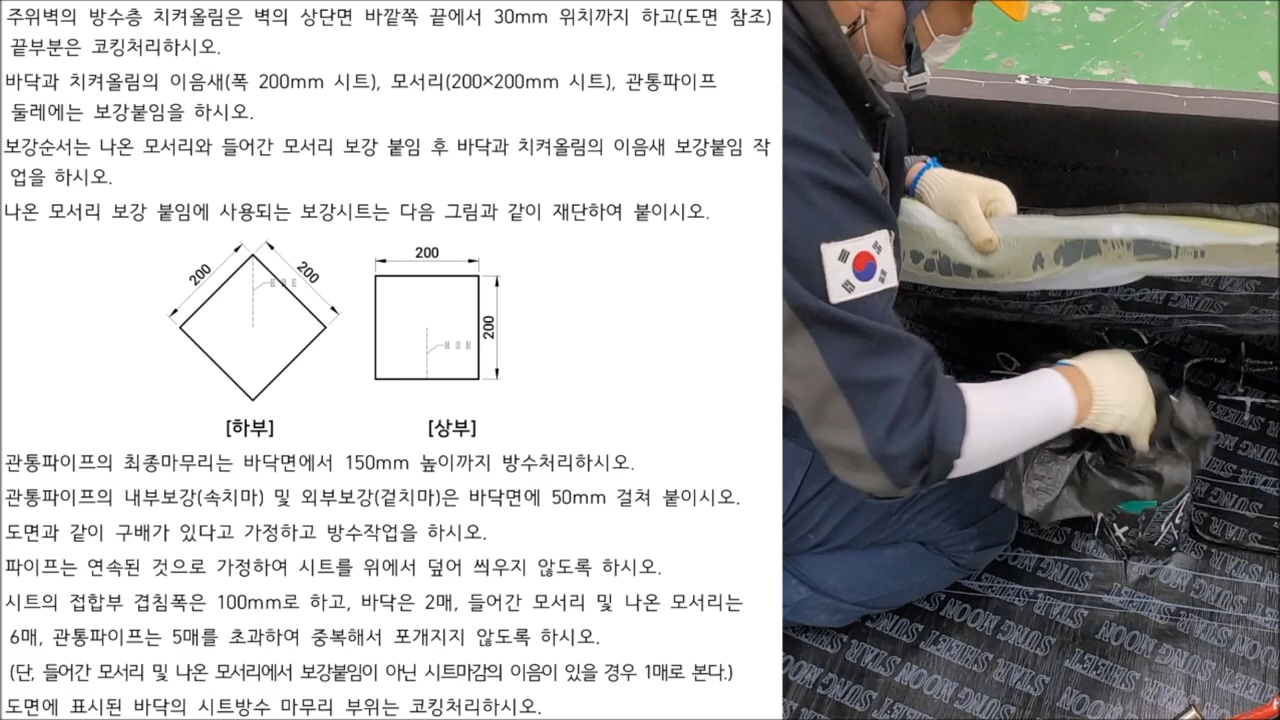 주위벽의 방수층 치켜올림은 벽의 상단면 바깥쪽 끝에서 30mm 위치까지 하고(도면 참조)
끝부분은 코킹처리하시오.
바닥과 치켜올림의 이음새(폭 200mm 시트), 모서리(200×200mm 시트), 관통파이프
둘레에는 보강붙임을 하시오.
보강순서는 나온 모서리와 들어간 모서리 보강 붙임 후 바닥과 치켜올림의 이음새 보강붙임 작
업을 하시오.
나온 모서리 보강 붙임에 사용되는 보강시트는 다음 그림과 같이 재단하여 붙이시오.
200 200
200
200
[하부] [상부]
관통파이프의 최종마무리는 바닥면에서 150mm 높이까지 방수처리하시오.
관통파이프의 내부보강(속치마) 및 외부보강(겉치마)은 바닥면에 50mm 걸쳐 붙이시오.
도면과 같이 구배가 있다고 가정하고 방수작업을 하시오.
파이프는 연속된 것으로 가정하여 시트를 위에서 덮어 씌우지 않도록 하시오.
시트의 접합부 겹침폭은 100mm로 하고, 바닥은 2매, 들어간 모서리 및 나온 모서리는
6매, 관통파이프는 5매를 초과하여 중복해서 포개지지 않도록 하시오.
(단, 들어간 모서리 및 나온 모서리에서 보강붙임이 아닌 시트마감의 이음이 있을 경우 1매로 본다.)
도면에 표시된 바닥의 시트방수 마무리 부위는 코킹처리하시오.
STAR SHEET SUNG MOON
STAR SHEET SUNG MOON
STAR SHEET SUNG MOON